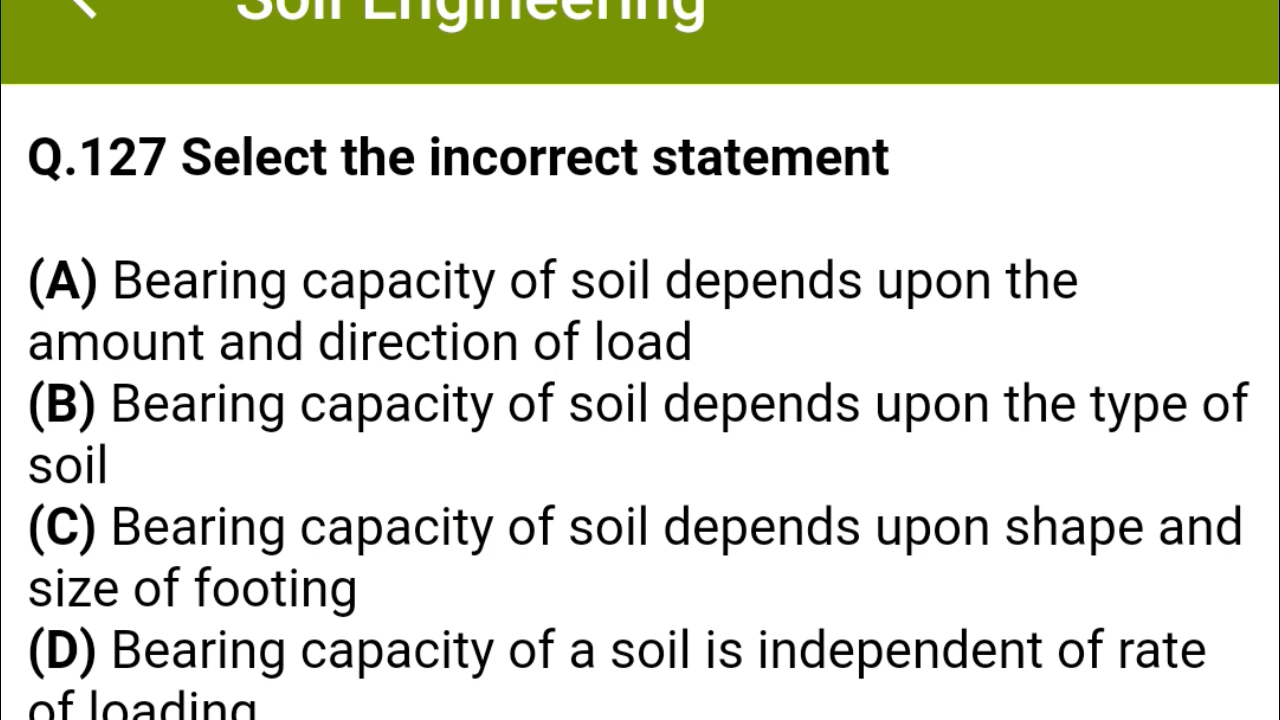 Soil Engineering
Q.127 Select the incorrect statement
(A) Bearing capacity of soil depends upon the
amount and direction of load
(B) Bearing capacity of soil depends upon the type of
soil
(C) Bearing capacity of soil depends upon shape and
size of footing
(D) Bearing capacity of a soil is independent of rate
of loading